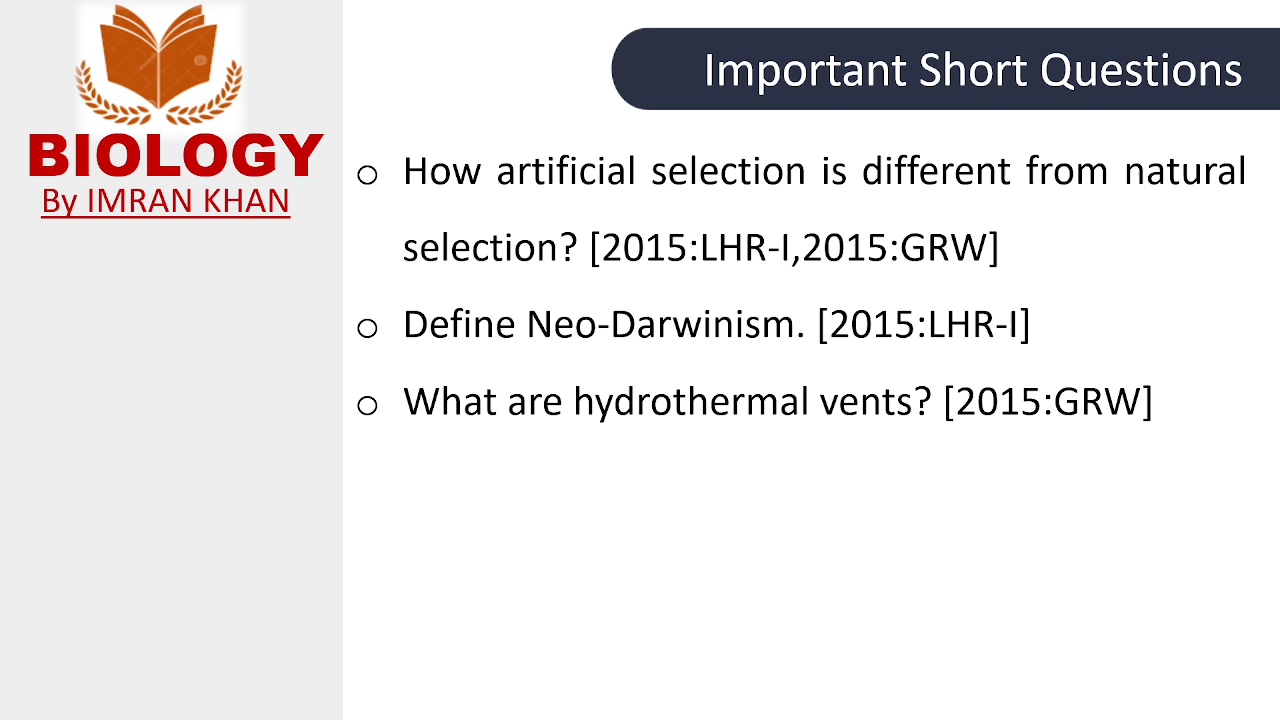 BIOLOGY
By IMRAN KHAN
Important Short Questions
o How artificial selection is different from natural
selection? [2015:LHR-I,2015:GRW]
o Define Neo-Darwinism. [2015:LHR-I]
o What are hydrothermal vents? [2015:GRW]